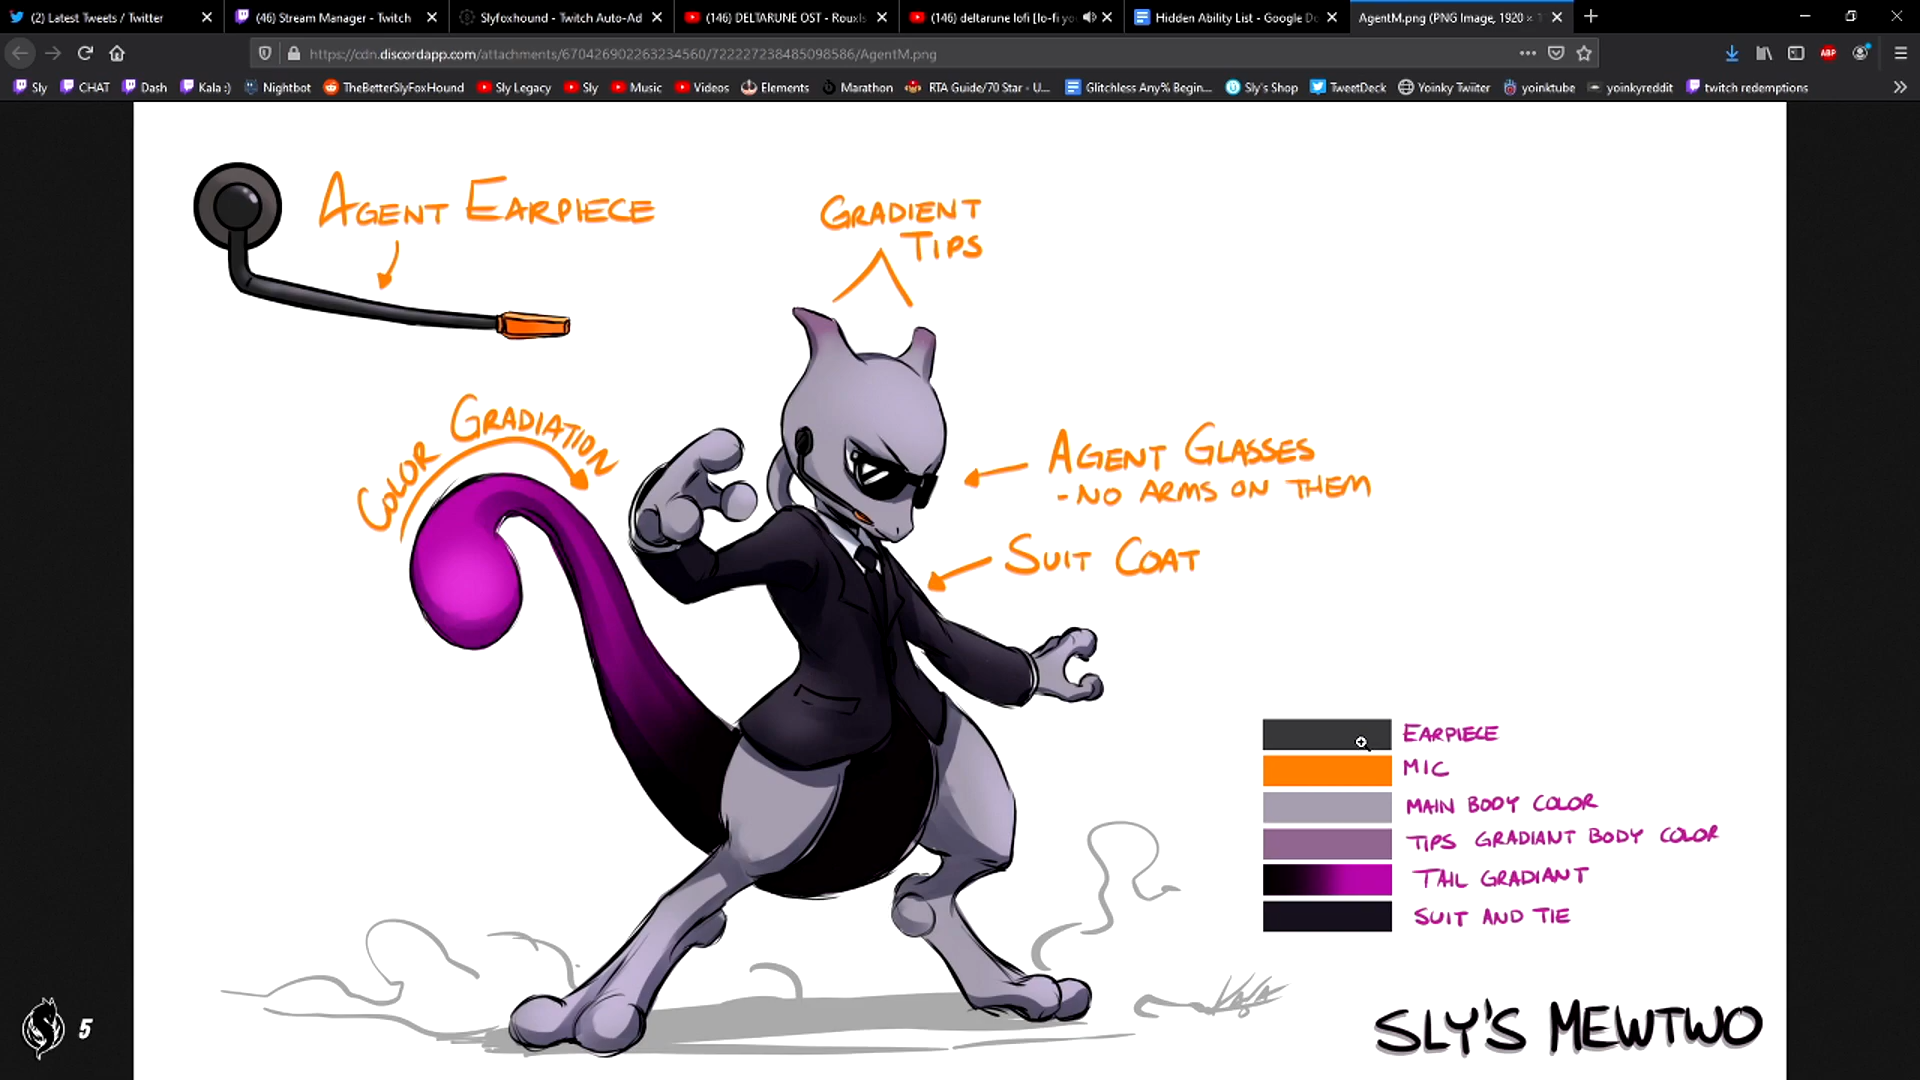 (2) Latest Tweets / Twitter
(46) Stream Manager - Twitch
Slyfoxhound - Twitch Auto-Ad
(146) DELTARUNE OST - Rouxls
(146) deltarune lofi [lo-fi yo
Hidden Ability List - Google Do
AgentM.png (PNG Image, 1920 ×
https://cdn.discordapp.com/attachments/670426902263234560/722227238485098586/AgentM.png
ABP
Sly
CHAT
Dash
Kala :)
Nightbot
TheBetterSlyFoxHound
Sly Legacy
Sly
Music
Videos
Elements
Marathon
RTA Guide/70 Star - U...
Glitchless Any% Begin...
Sly's Shop
TweetDeck
Yoinky Twiiter
yoinktube
yoinkyreddit
twitch redemptions
AGENT EARPIECE
GRADIENT
TIPS
COLOR GRADIATION
AGENT GLASSES
- NO ARMS ON THEM
SUIT COAT
EARPIECE
MIC
MAIN BODY COLOR
TIPS GRADIANT BODY COLOR
TAIL GRADIANT
SUIT AND TIE
SLY'S MEWTWO
5